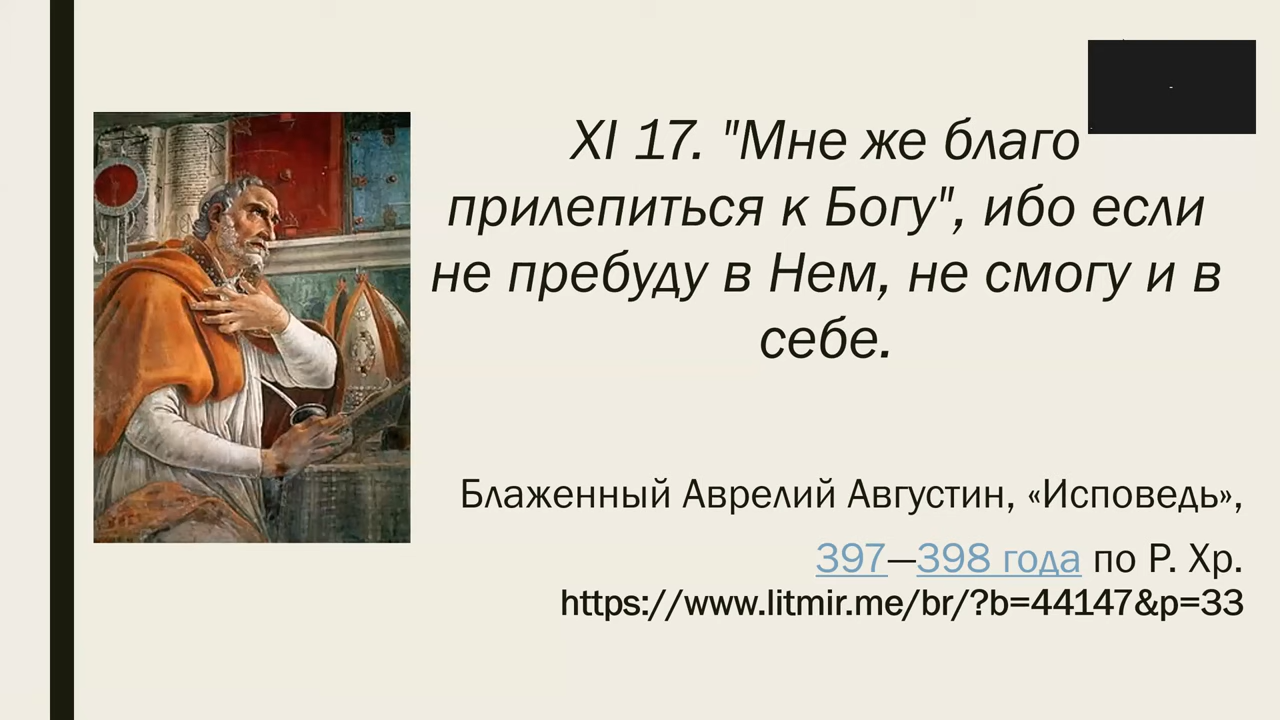 XI 17. "Мне же благо
прилепиться к Богу", ибо если
не пребуду в Нем, не смогу и в
себе.
Блаженный Аврелий Августин, «Исповедь»,
397—398 года по Р. Хр.
https://www.litmir.me/br/?b=44147&p=33